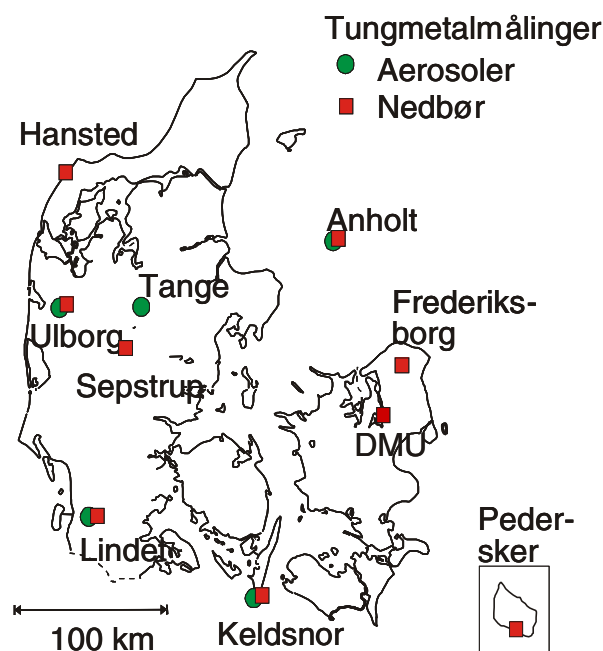 Tungmetalmålinger
Aerosoler
Nedbør
Hansted
Anholt
Tange
Frederiks-
borg
Ulborg
Sepstrup
DMU
Lindet
Peder-
sker
100 km
Keldsnor